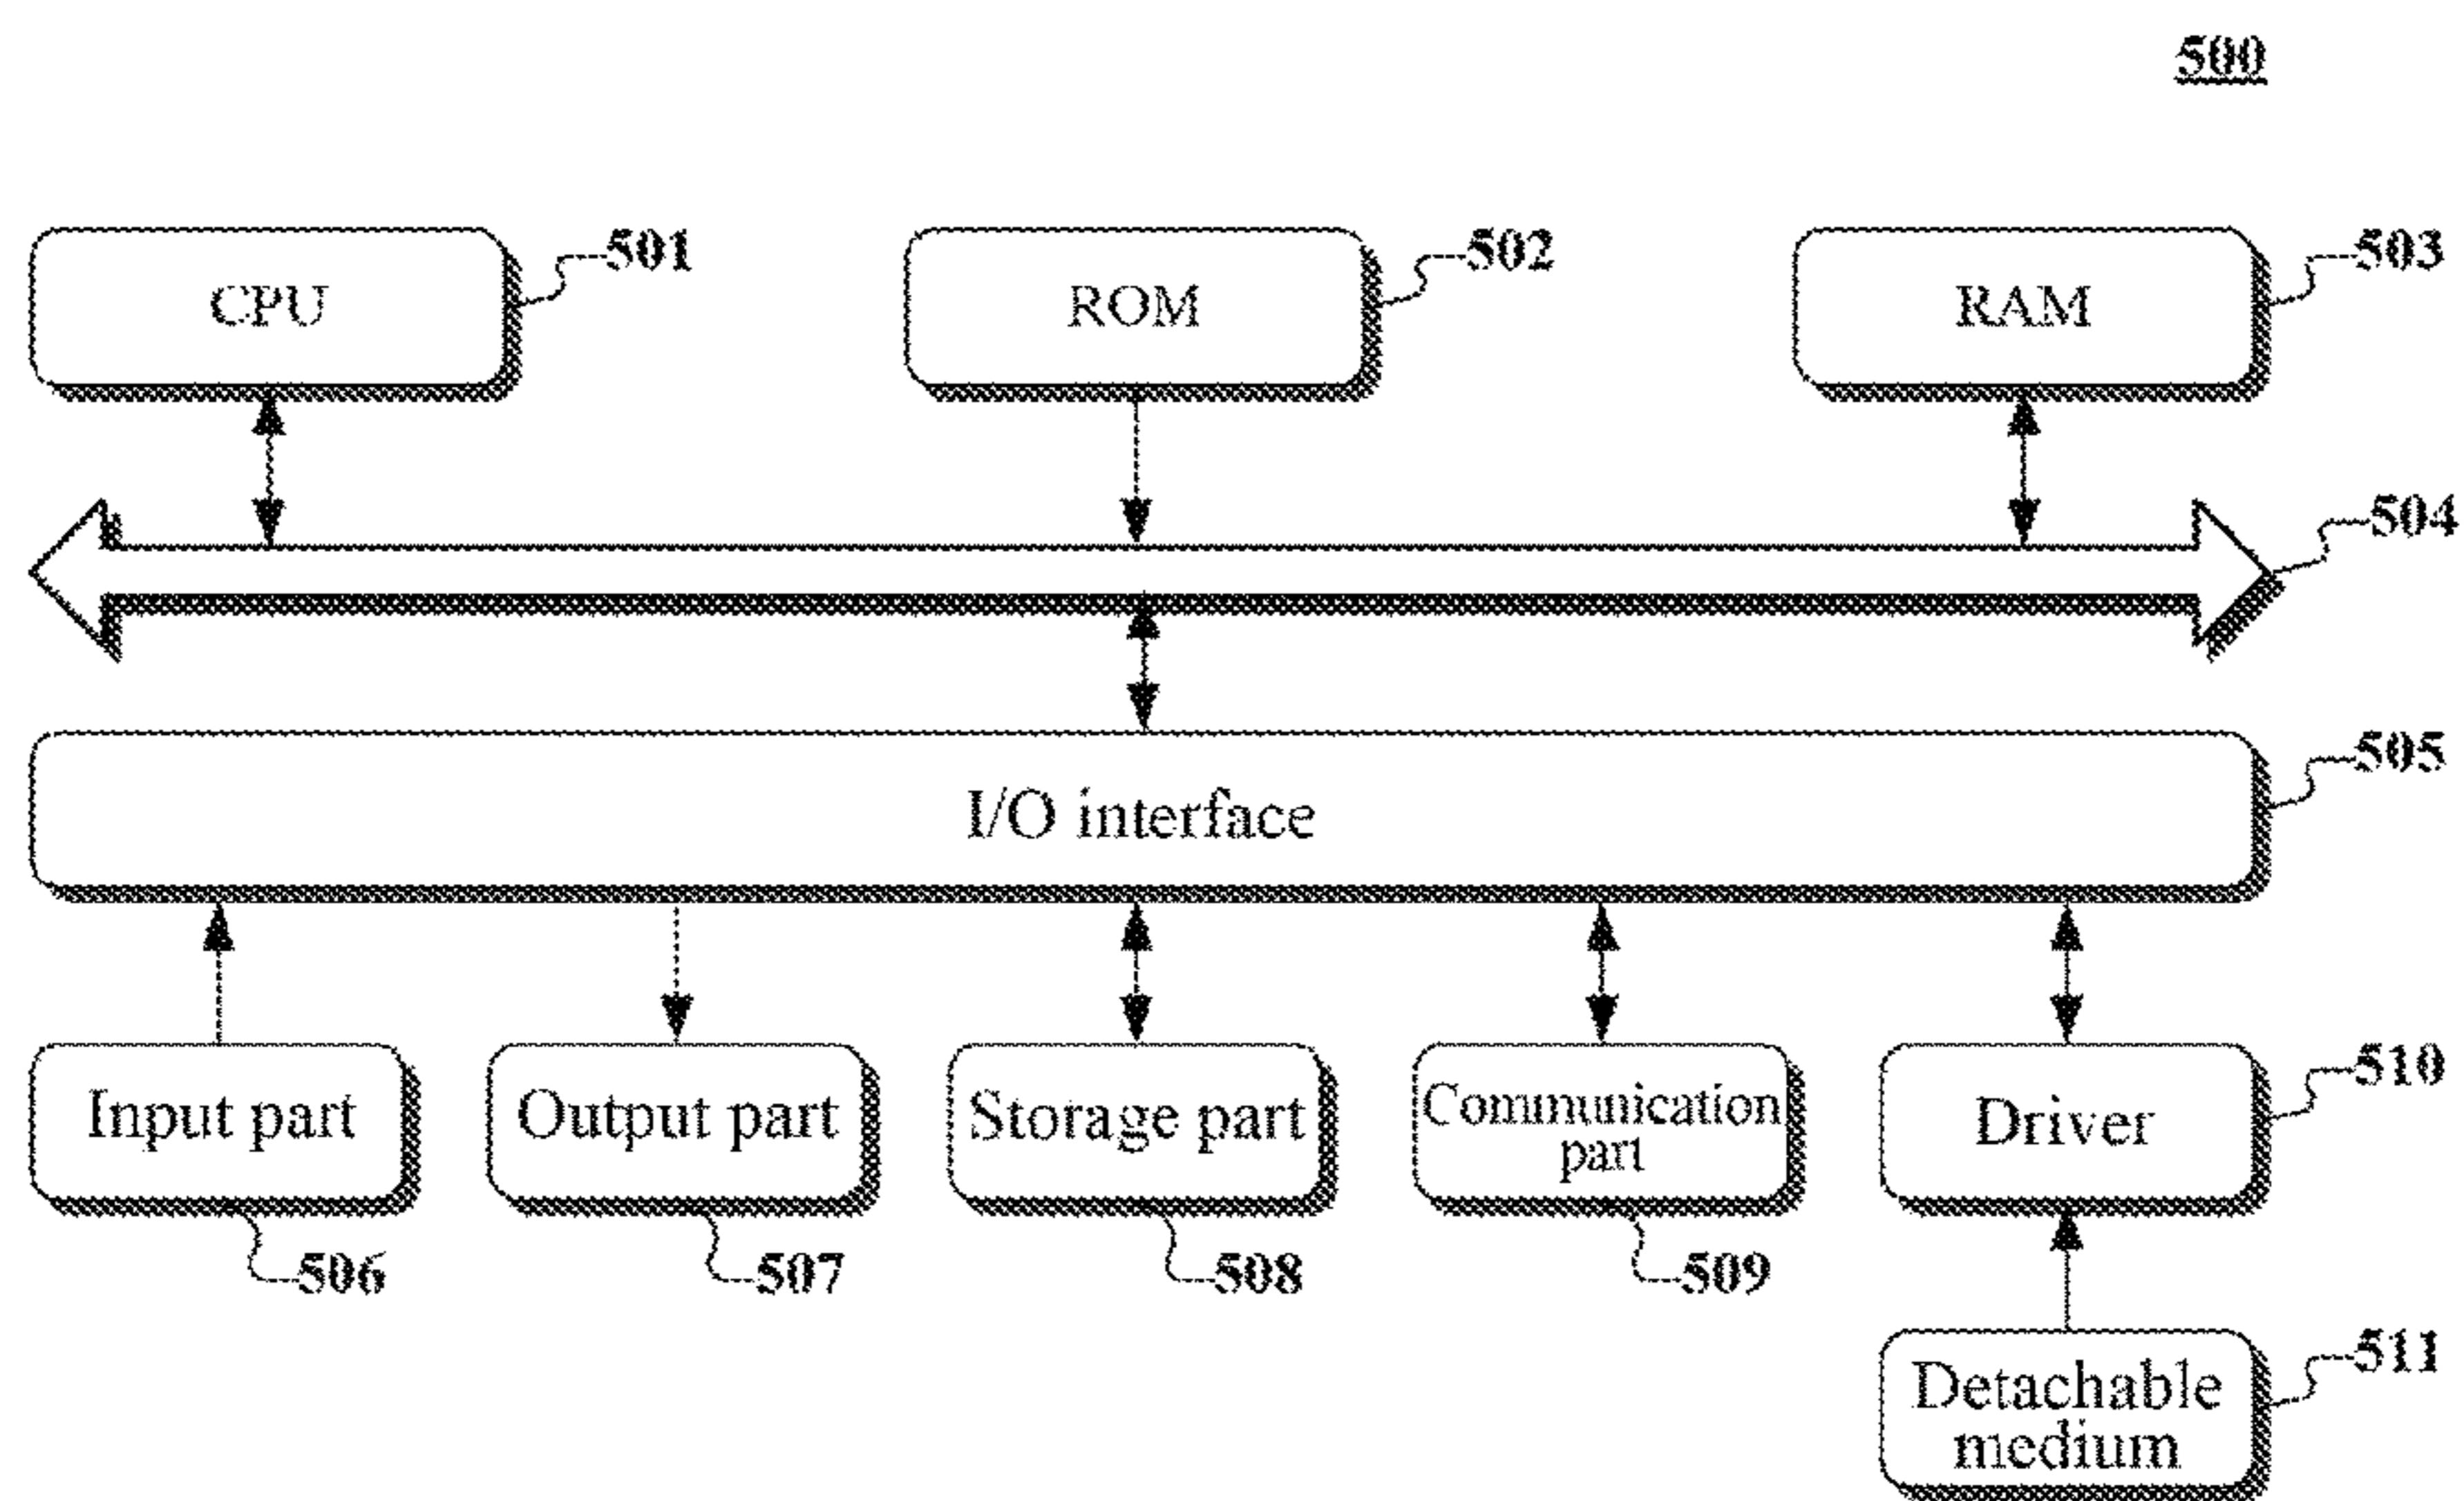 500
CPU
501
ROM
502
RAM
503
504
I/O interface
505
Input part
Output part
Storage part
Communication
part
Driver
510
506
507
508
509
Detachable
medium
511